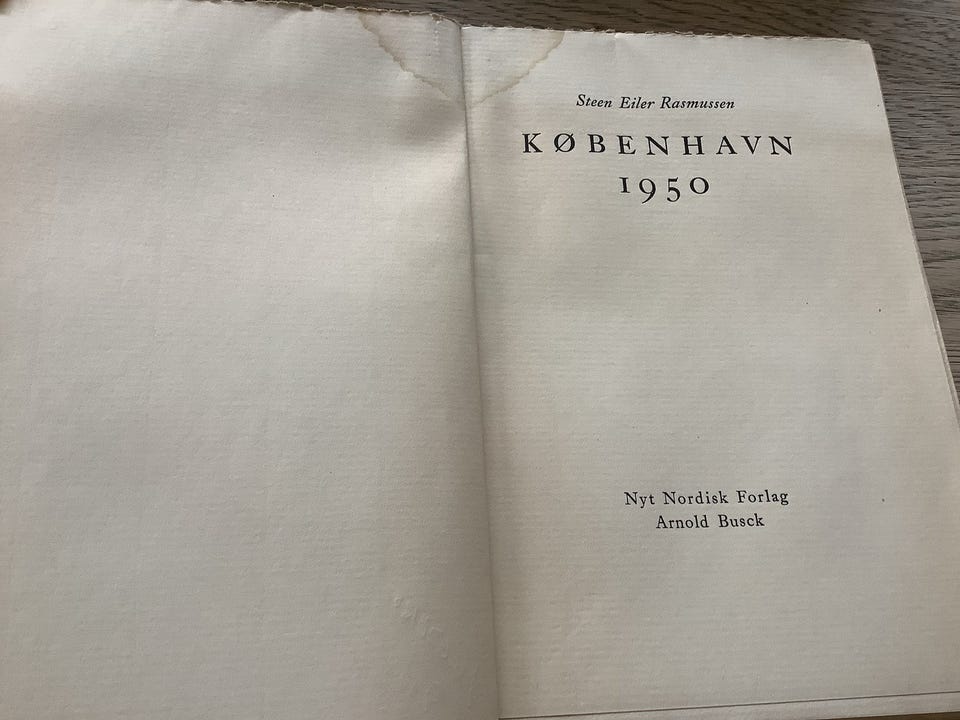 Steen Eiler Rasmussen
KØBENHAVN
1950
Nyt Nordisk Forlag
Arnold Busck